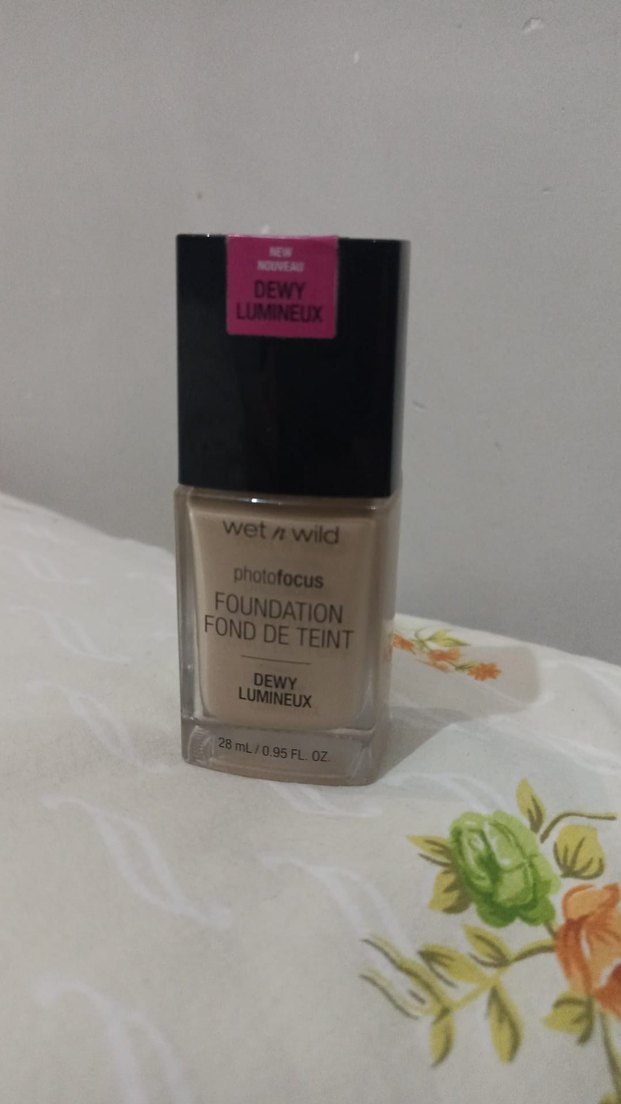 NEW
NOUVEAU
DEWY
LUMINEUX
wet n wild
photofocus
FOUNDATION
FOND DE TEINT
DEWY
LUMINEUX
28 mL / 0.95 FL. OZ.